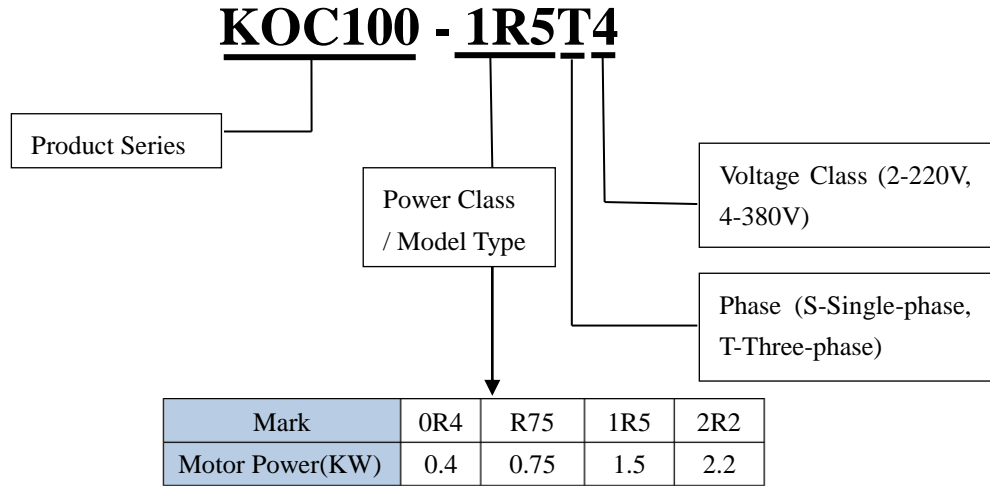 KOC100 - 1R5T4
Product Series
Power Class
/ Model Type
Voltage Class (2-220V,
4-380V)
Phase (S-Single-phase,
T-Three-phase)
Mark 0R4 R75 1R5 2R2
Motor Power(KW) 0.4 0.75 1.5 2.2